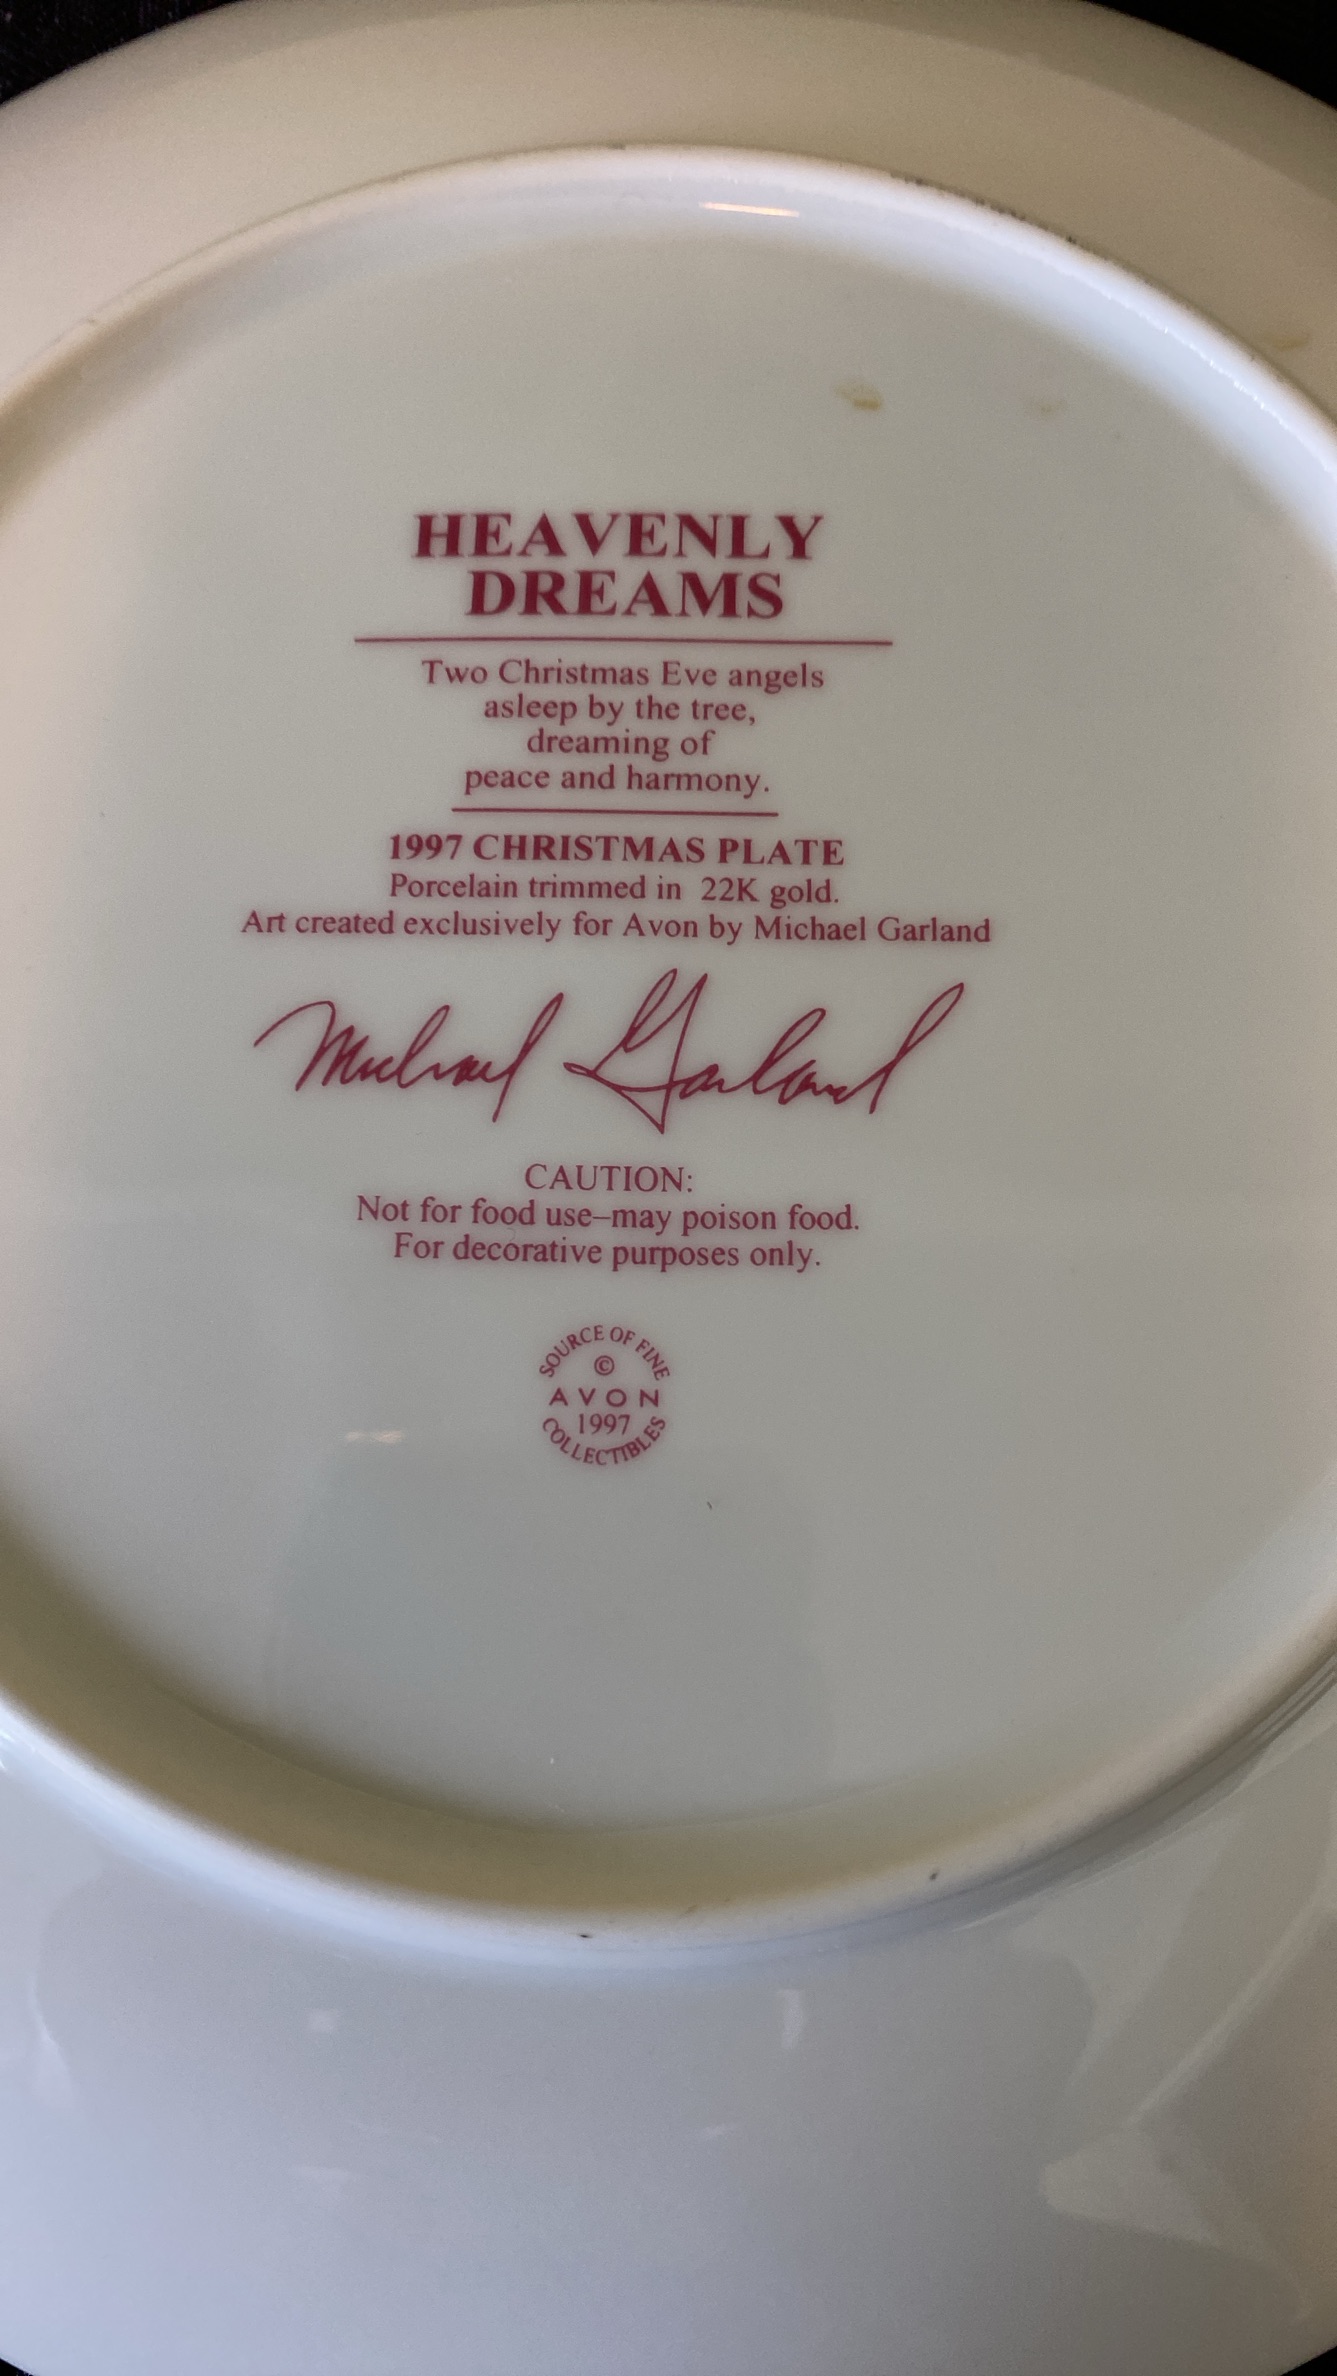 HEAVENLY
DREAMS
Two Christmas Eve angels
asleep by the tree,
dreaming of
peace and harmony.
1997 CHRISTMAS PLATE
Porcelain trimmed in 22K gold.
Art created exclusively for Avon by Michael Garland
Michael Garland
CAUTION:
Not for food use–may poison food.
For decorative purposes only.
SOURCE OF FINE
©
AVON
1997
COLLECTIBLES